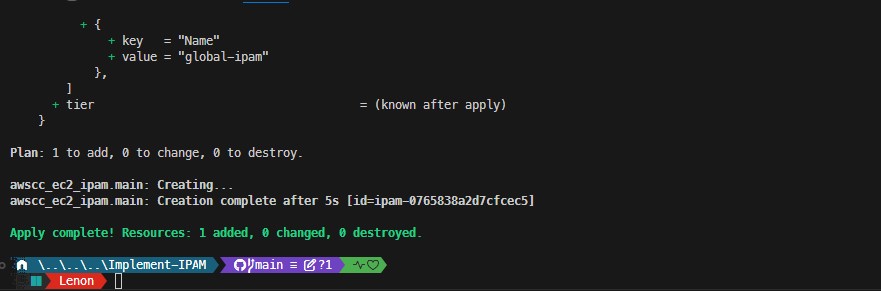 + {
+ key   = "Name"
+ value = "global-ipam"
},
]
+ tier                                      = (known after apply)
}
Plan: 1 to add, 0 to change, 0 to destroy.
awscc_ec2_ipam.main: Creating...
awscc_ec2_ipam.main: Creation complete after 5s [id=ipam-0765838a2d7cfcec5]
Apply complete! Resources: 1 added, 0 changed, 0 destroyed.
\..\..\..\Implement-IPAM main ≡ ?1
Lenon